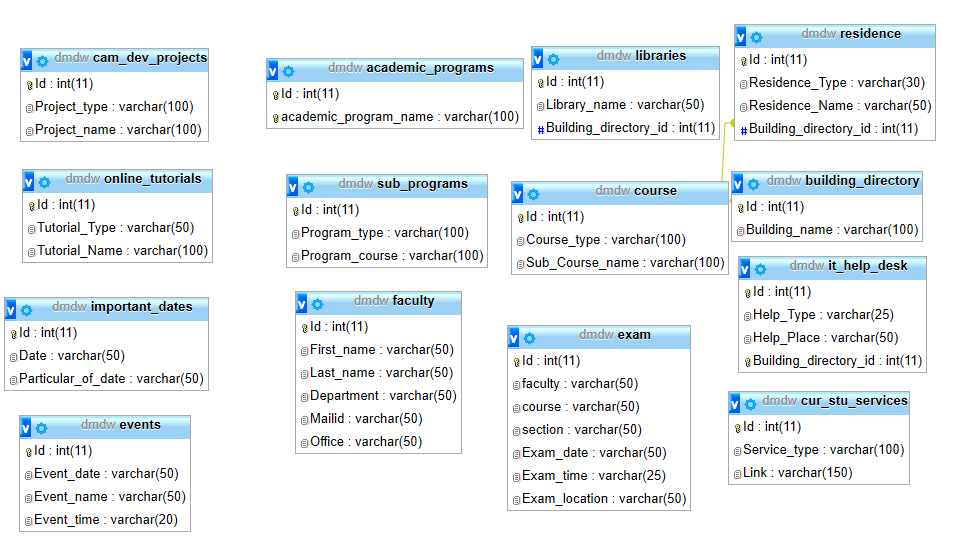 dmdw cam_dev_projects
Id : int(11)
Project_type : varchar(100)
Project_name : varchar(100)
dmdw academic_programs
Id : int(11)
academic_program_name : varchar(100)
dmdw libraries
Id : int(11)
Library_name : varchar(50)
Building_directory_id : int(11)
dmdw residence
Id : int(11)
Residence_Type : varchar(30)
Residence_Name : varchar(50)
Building_directory_id : int(11)
dmdw online_tutorials
Id : int(11)
Tutorial_Type : varchar(50)
Tutorial_Name : varchar(100)
dmdw sub_programs
Id : int(11)
Program_type : varchar(100)
Program_course : varchar(100)
dmdw course
Id : int(11)
Course_type : varchar(100)
Sub_Course_name : varchar(100)
dmdw building_directory
Id : int(11)
Building_name : varchar(100)
dmdw it_help_desk
Id : int(11)
Help_Type : varchar(25)
Help_Place : varchar(50)
Building_directory_id : int(11)
dmdw important_dates
Id : int(11)
Date : varchar(50)
Particular_of_date : varchar(50)
dmdw faculty
Id : int(11)
First_name : varchar(50)
Last_name : varchar(50)
Department : varchar(50)
Mailid : varchar(50)
Office : varchar(50)
dmdw exam
Id : int(11)
faculty : varchar(50)
course : varchar(50)
section : varchar(50)
Exam_date : varchar(50)
Exam_time : varchar(25)
Exam_location : varchar(50)
dmdw cur_stu_services
Id : int(11)
Service_type : varchar(100)
Link : varchar(150)
dmdw events
Id : int(11)
Event_date : varchar(50)
Event_name : varchar(50)
Event_time : varchar(20)